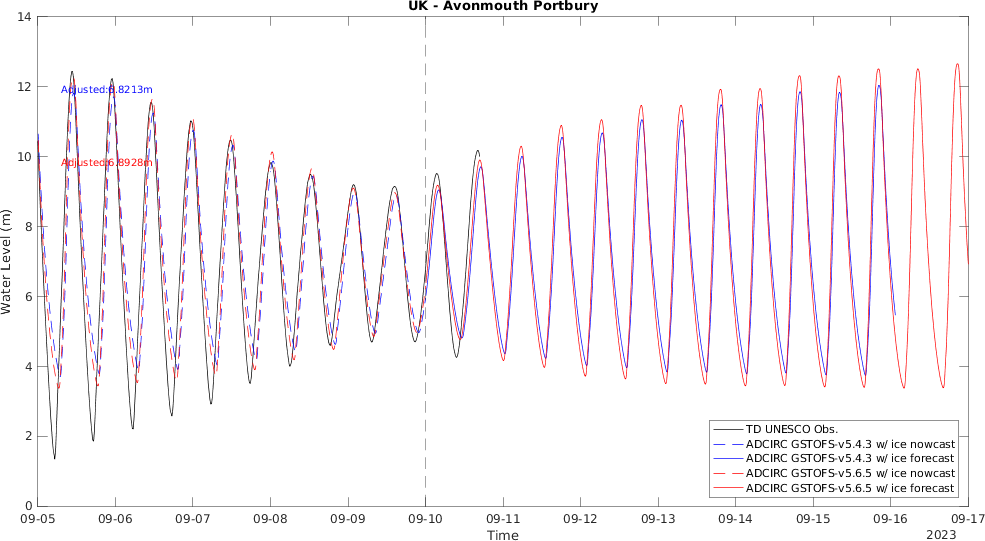 UK - Avonmouth Portbury
Water Level (m)
14
12
10
8
6
4
2
0
Adjusted:6.8213m
Adjusted:6.8928m
TD UNESCO Obs.
ADCIRC GSTOFS-v5.4.3 w/ ice nowcast
ADCIRC GSTOFS-v5.4.3 w/ ice forecast
ADCIRC GSTOFS-v5.6.5 w/ ice nowcast
ADCIRC GSTOFS-v5.6.5 w/ ice forecast
09-05 09-06 09-07 09-08 09-09 09-10 09-11 09-12 09-13 09-14 09-15 09-16 09-17
Time
2023